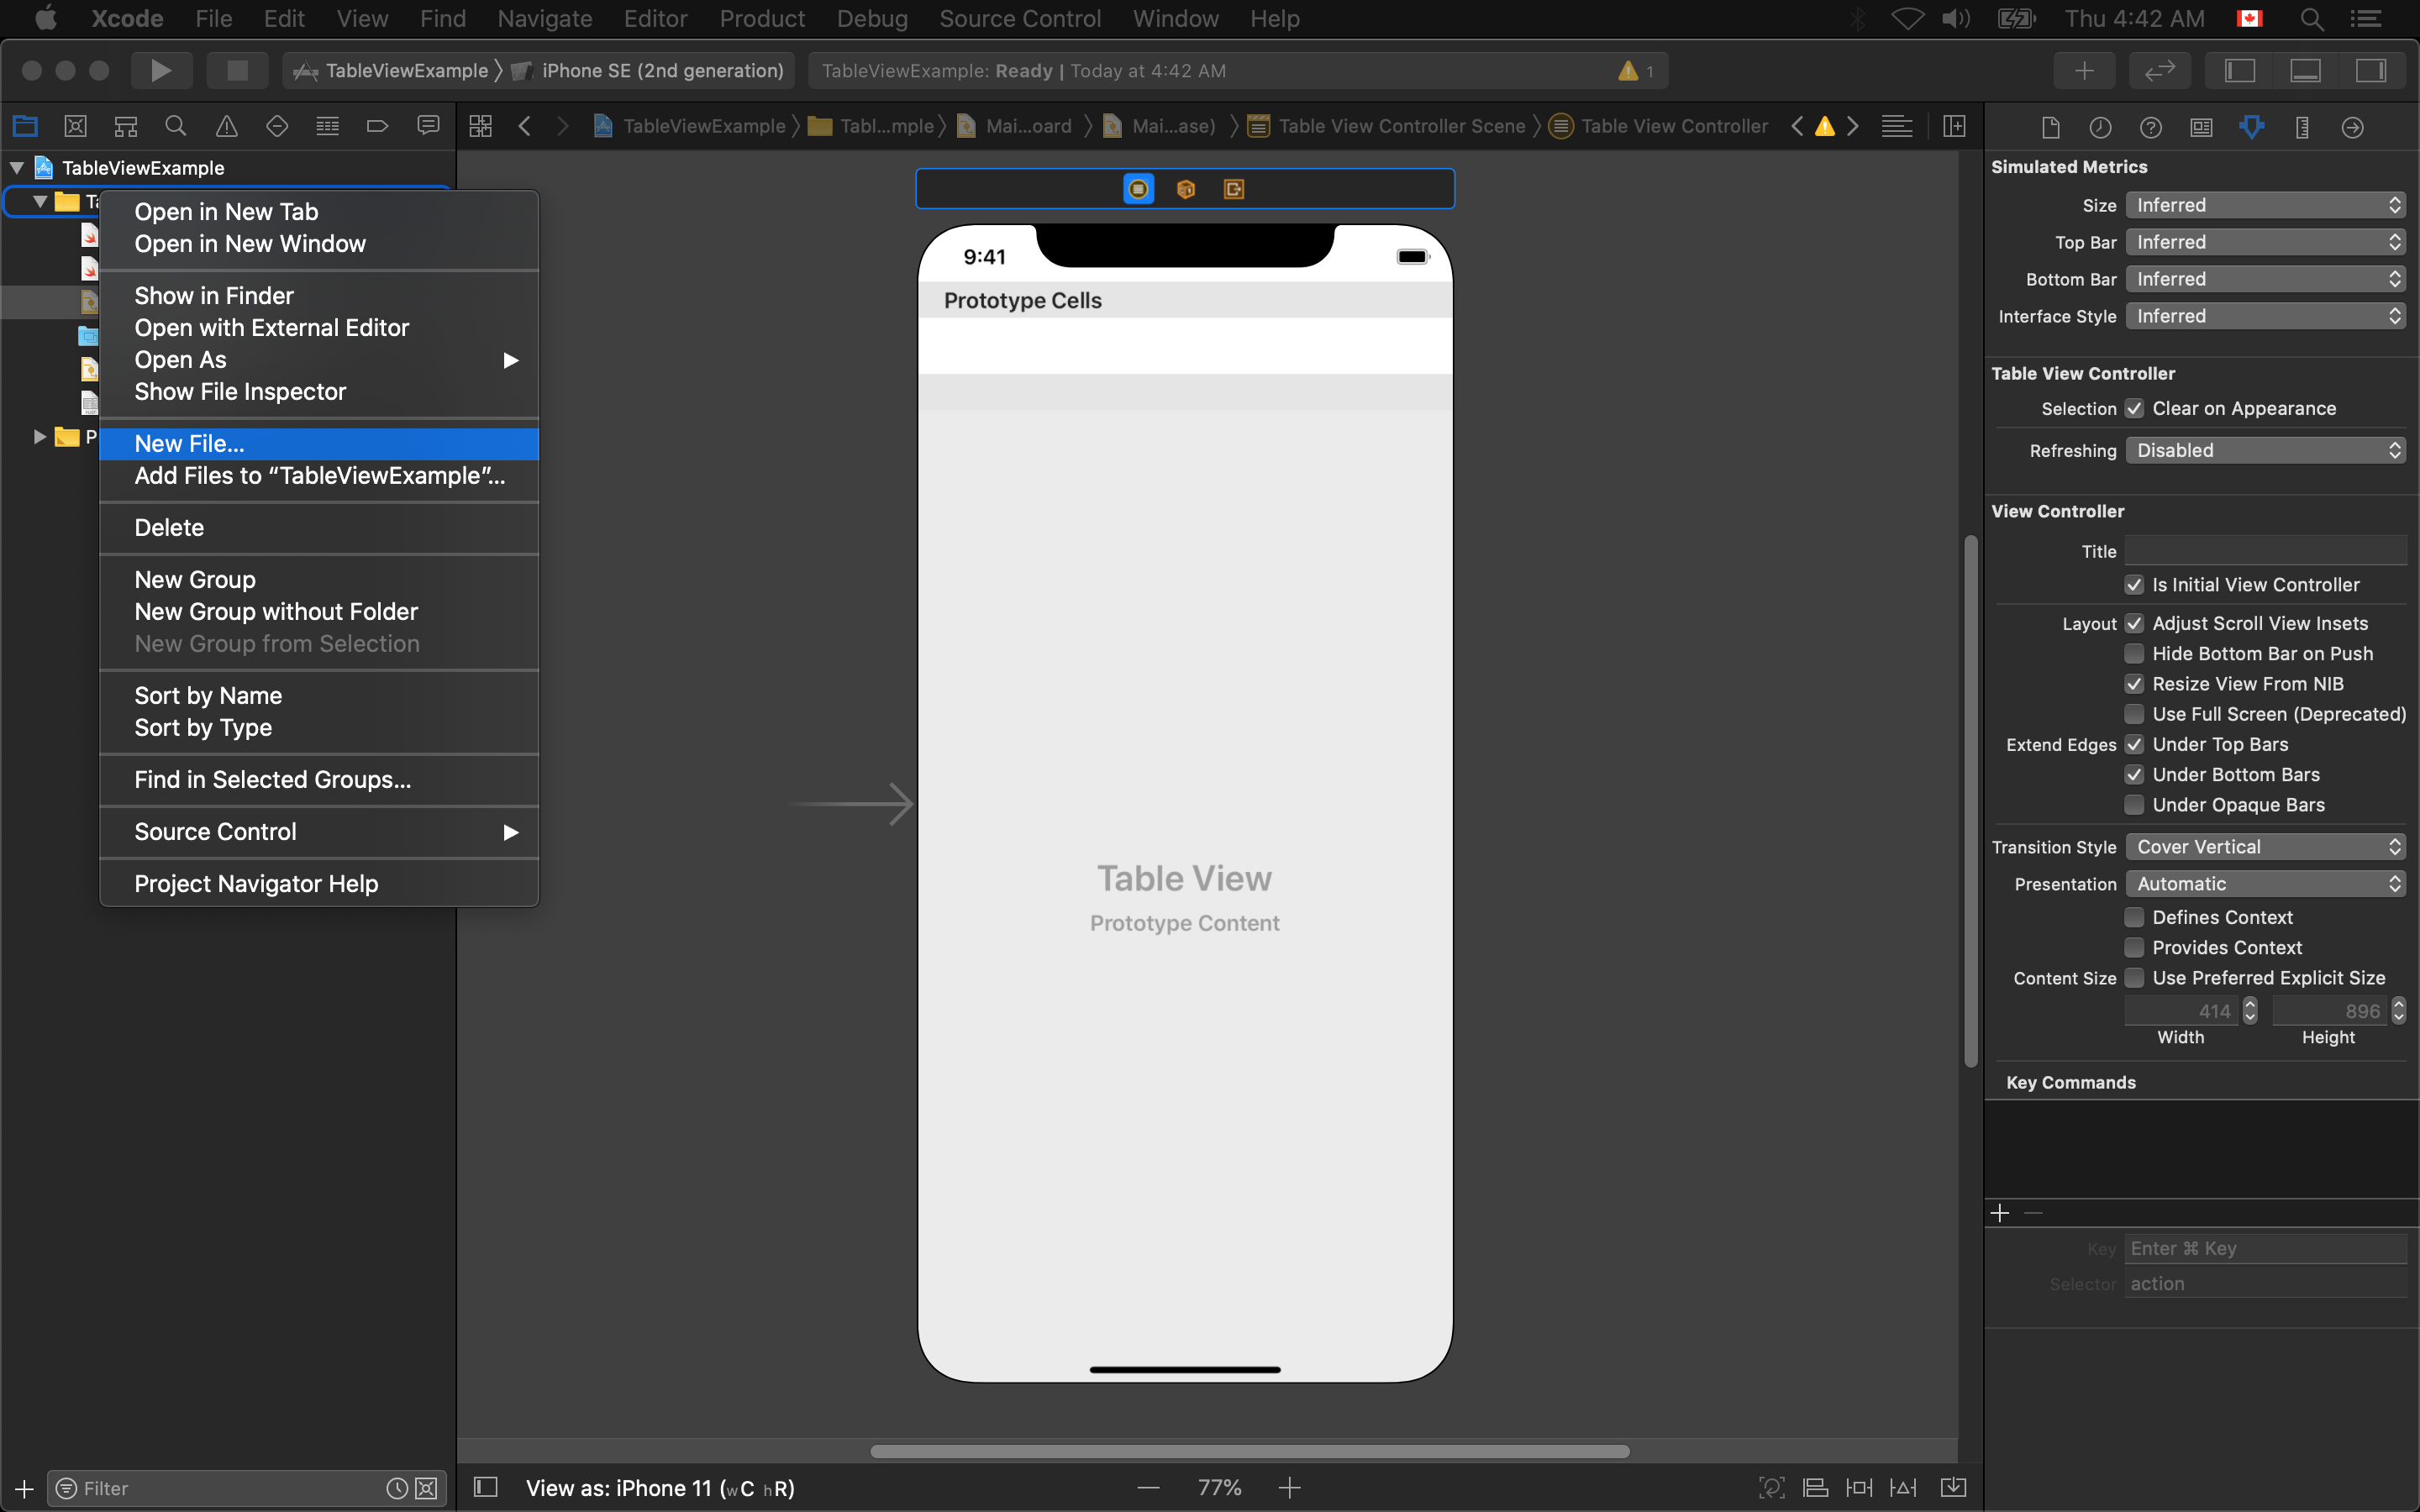 Xcode File Edit View Find Navigate Editor Product Debug Source Control Window Help Thu 4:42 AM
TableViewExample iPhone SE (2nd generation) TableViewExample: Ready | Today at 4:42 AM 1
TableViewExample Tabl...mple Mai...oard Mai...ase) Table View Controller Scene Table View Controller
TableViewExample
Open in New Tab
Open in New Window
Show in Finder
Open with External Editor
Open As
Show File Inspector
New File...
Add Files to “TableViewExample”...
Delete
New Group
New Group without Folder
New Group from Selection
Sort by Name
Sort by Type
Find in Selected Groups...
Source Control
Project Navigator Help
P
Filter
9:41
Prototype Cells
Table View
Prototype Content
View as: iPhone 11 (wC hR) 77%
Simulated Metrics
Size Inferred
Top Bar Inferred
Bottom Bar Inferred
Interface Style Inferred
Table View Controller
Selection Clear on Appearance
Refreshing Disabled
View Controller
Title
Is Initial View Controller
Layout Adjust Scroll View Insets
Hide Bottom Bar on Push
Resize View From NIB
Use Full Screen (Deprecated)
Extend Edges Under Top Bars
Under Bottom Bars
Under Opaque Bars
Transition Style Cover Vertical
Presentation Automatic
Defines Context
Provides Context
Content Size Use Preferred Explicit Size
414 896
Width Height
Key Commands
Key Enter ⌘ Key
Selector action